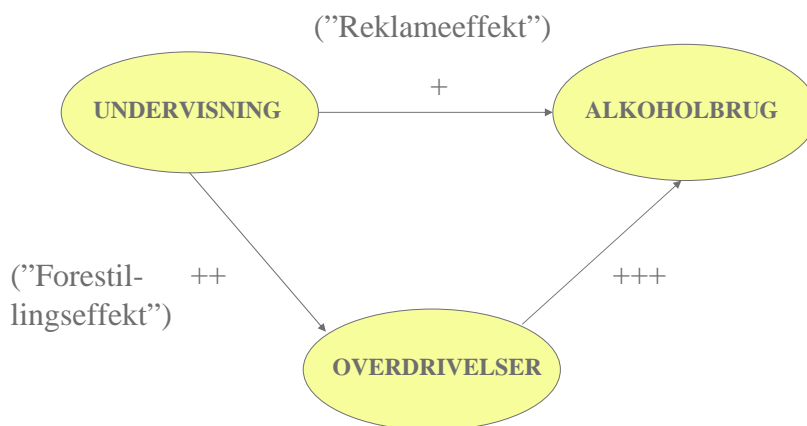 (”Reklameeffekt”)
+
UNDERVISNING
ALKOHOLBRUG
(”Forestil-
lingseffekt”)
++
+++
OVERDRIVELSER